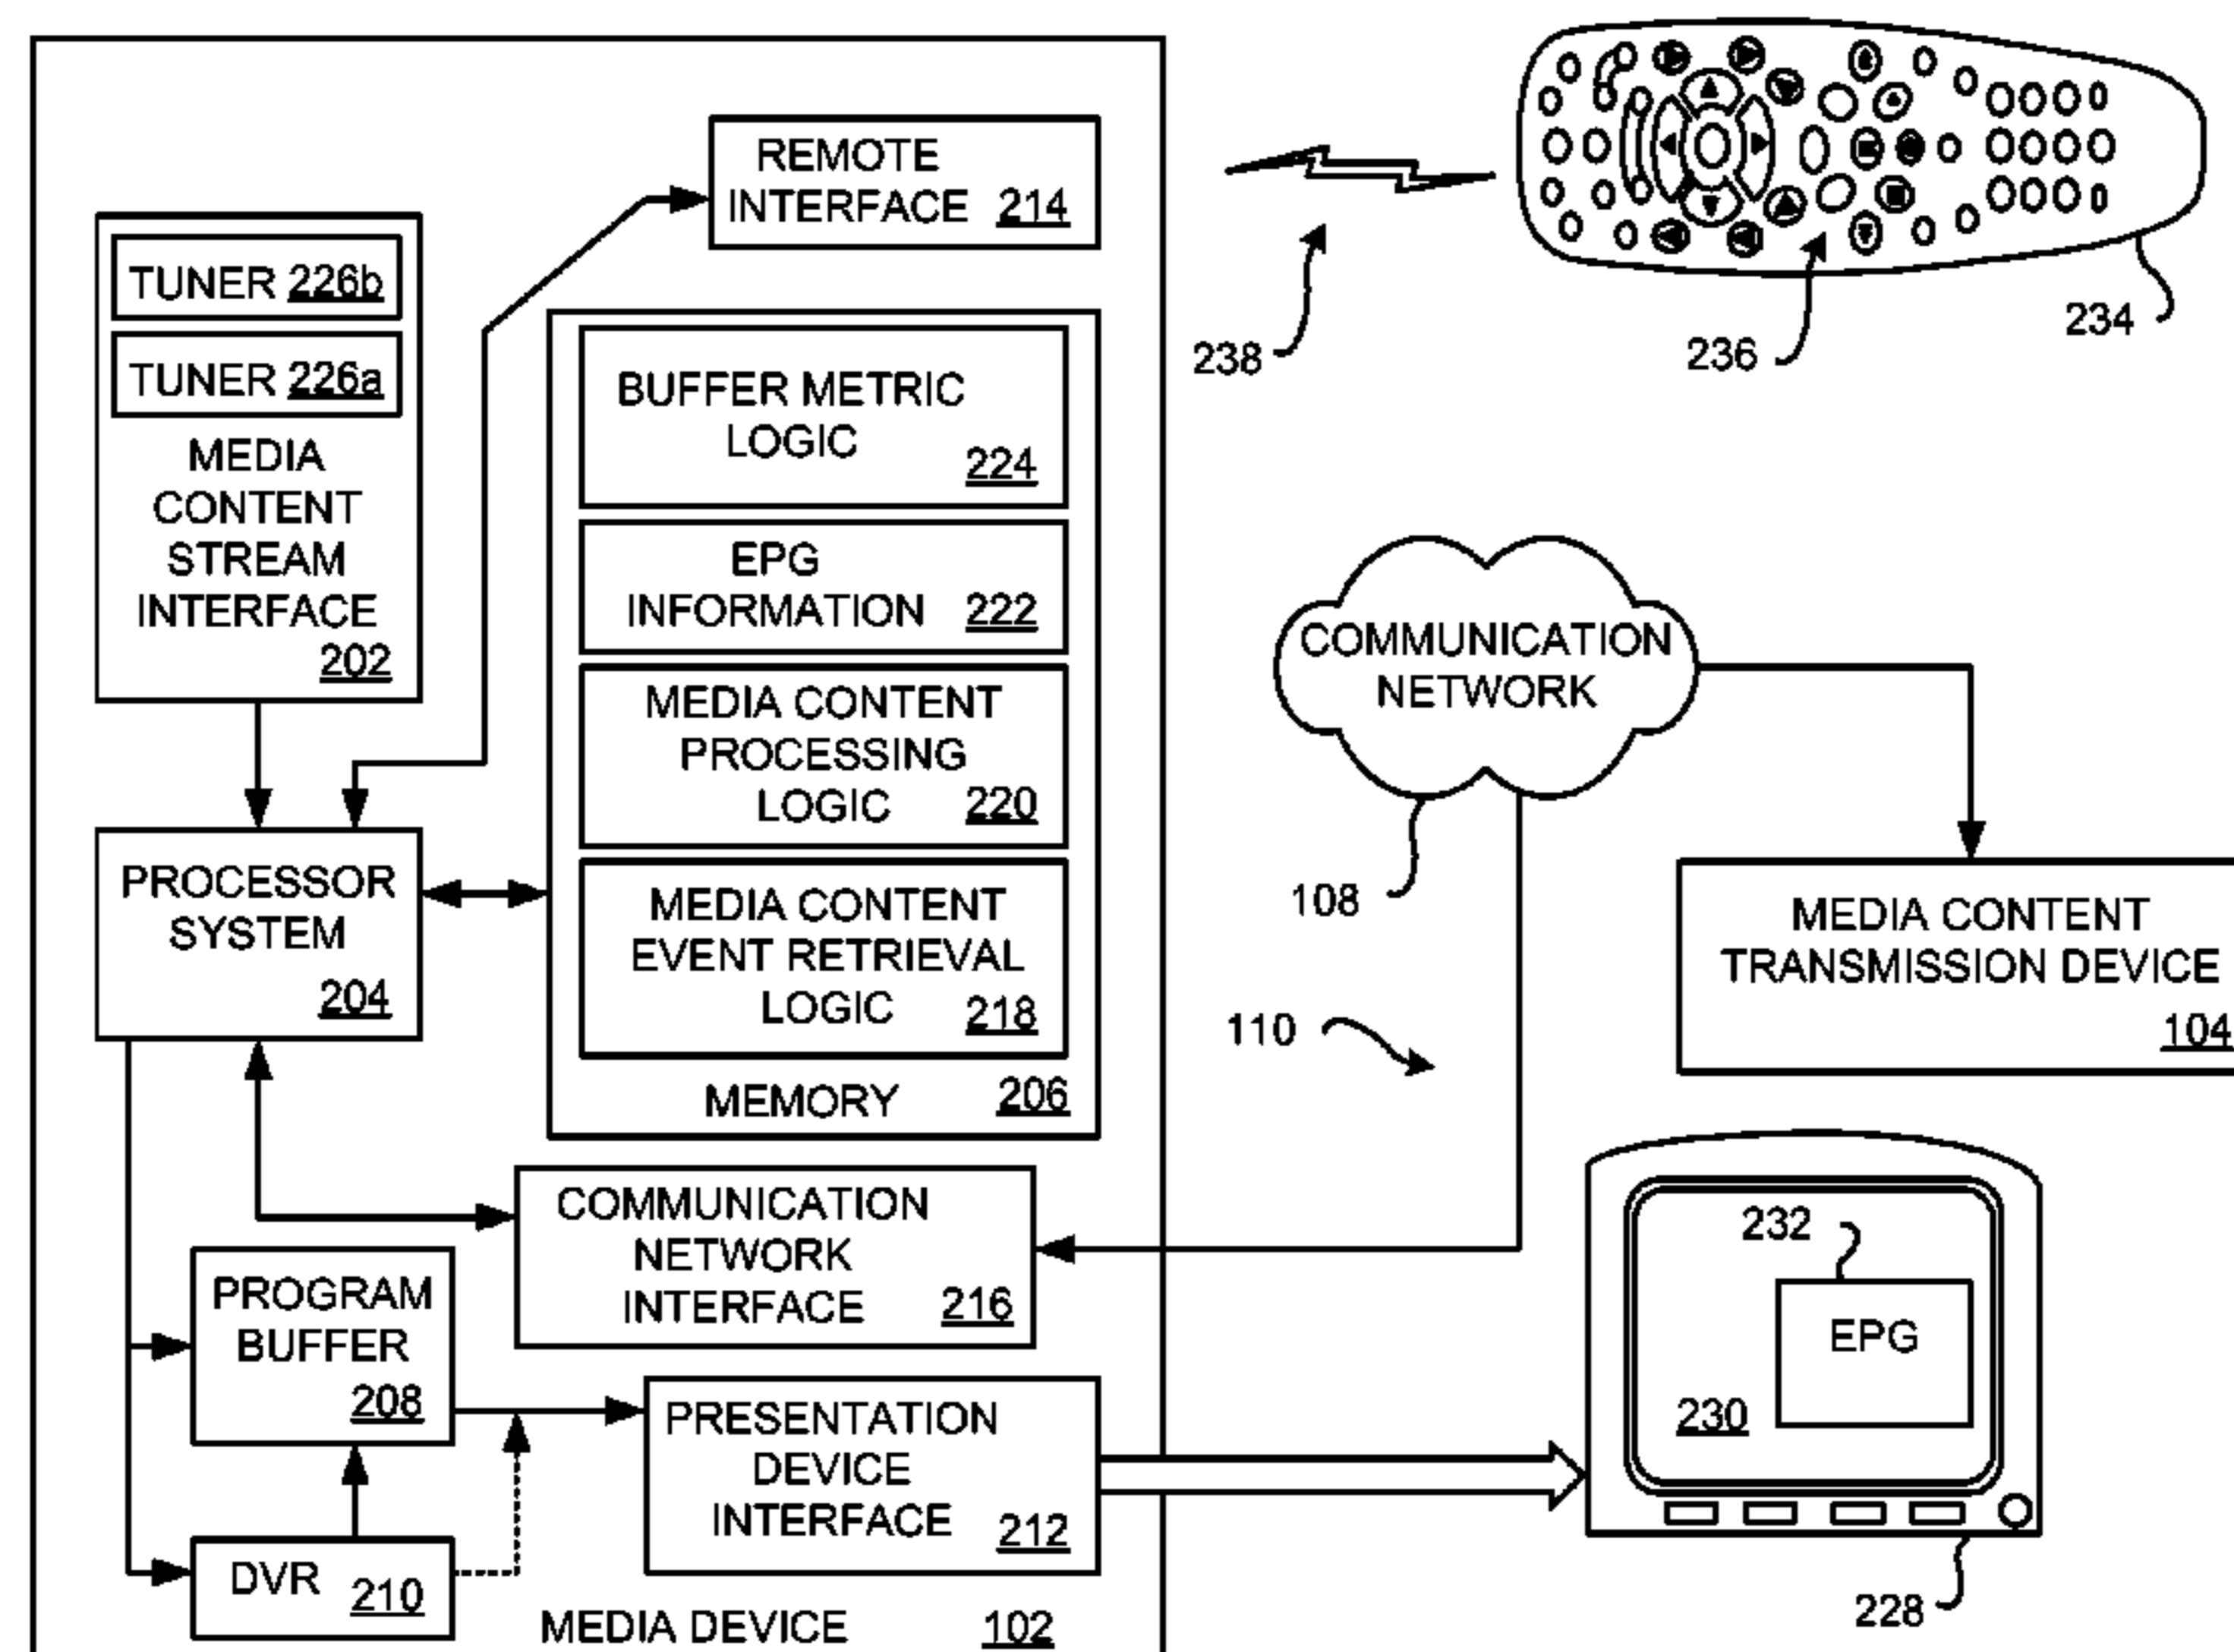 REMOTE
INTERFACE 214
TUNER 226b
TUNER 226a
MEDIA
CONTENT
STREAM
INTERFACE
202
BUFFER METRIC
LOGIC
224
EPG
INFORMATION 222
MEDIA CONTENT
PROCESSING
LOGIC 220
MEDIA CONTENT
EVENT RETRIEVAL
LOGIC 218
MEMORY 206
PROCESSOR
SYSTEM
204
COMMUNICATION
NETWORK
INTERFACE 216
PROGRAM
BUFFER
208
DVR 210
PRESENTATION
DEVICE
INTERFACE 212
MEDIA DEVICE 102
238
236
234
COMMUNICATION
NETWORK
108
110
MEDIA CONTENT
TRANSMISSION DEVICE
104
232
EPG
230
228